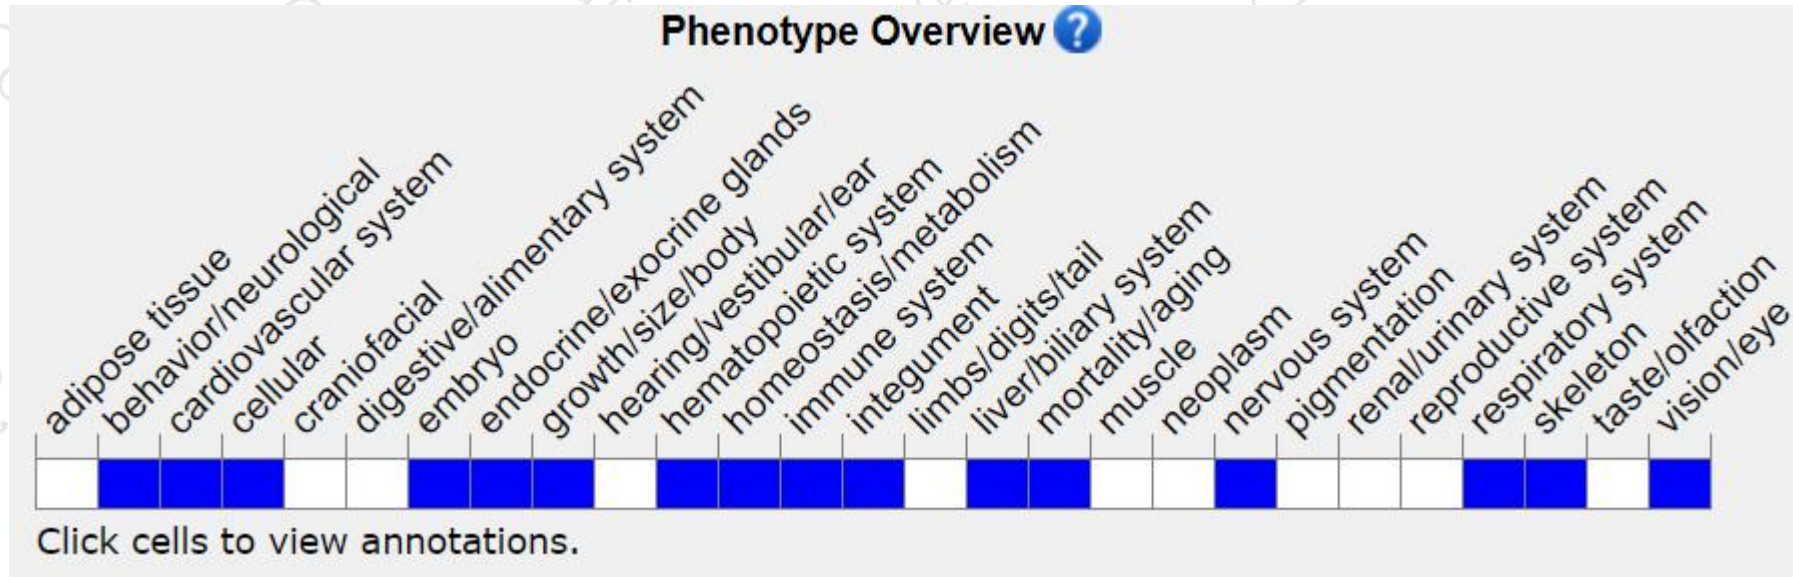 Phenotype Overview ?
adipose tissue
behavior/neurological
cardiovascular system
cellular
craniofacial
digestive/alimentary system
embryo
endocrine/exocrine glands
growth/size/body
hearing/vestibular/ear
hematopoietic system
homeostasis/metabolism
immune system
integument
limbs/digits/tail
liver/biliary system
mortality/aging
muscle
neoplasm
nervous system
pigmentation
renal/urinary system
reproductive system
respiratory system
skeleton
taste/olfaction
vision/eye
Click cells to view annotations.